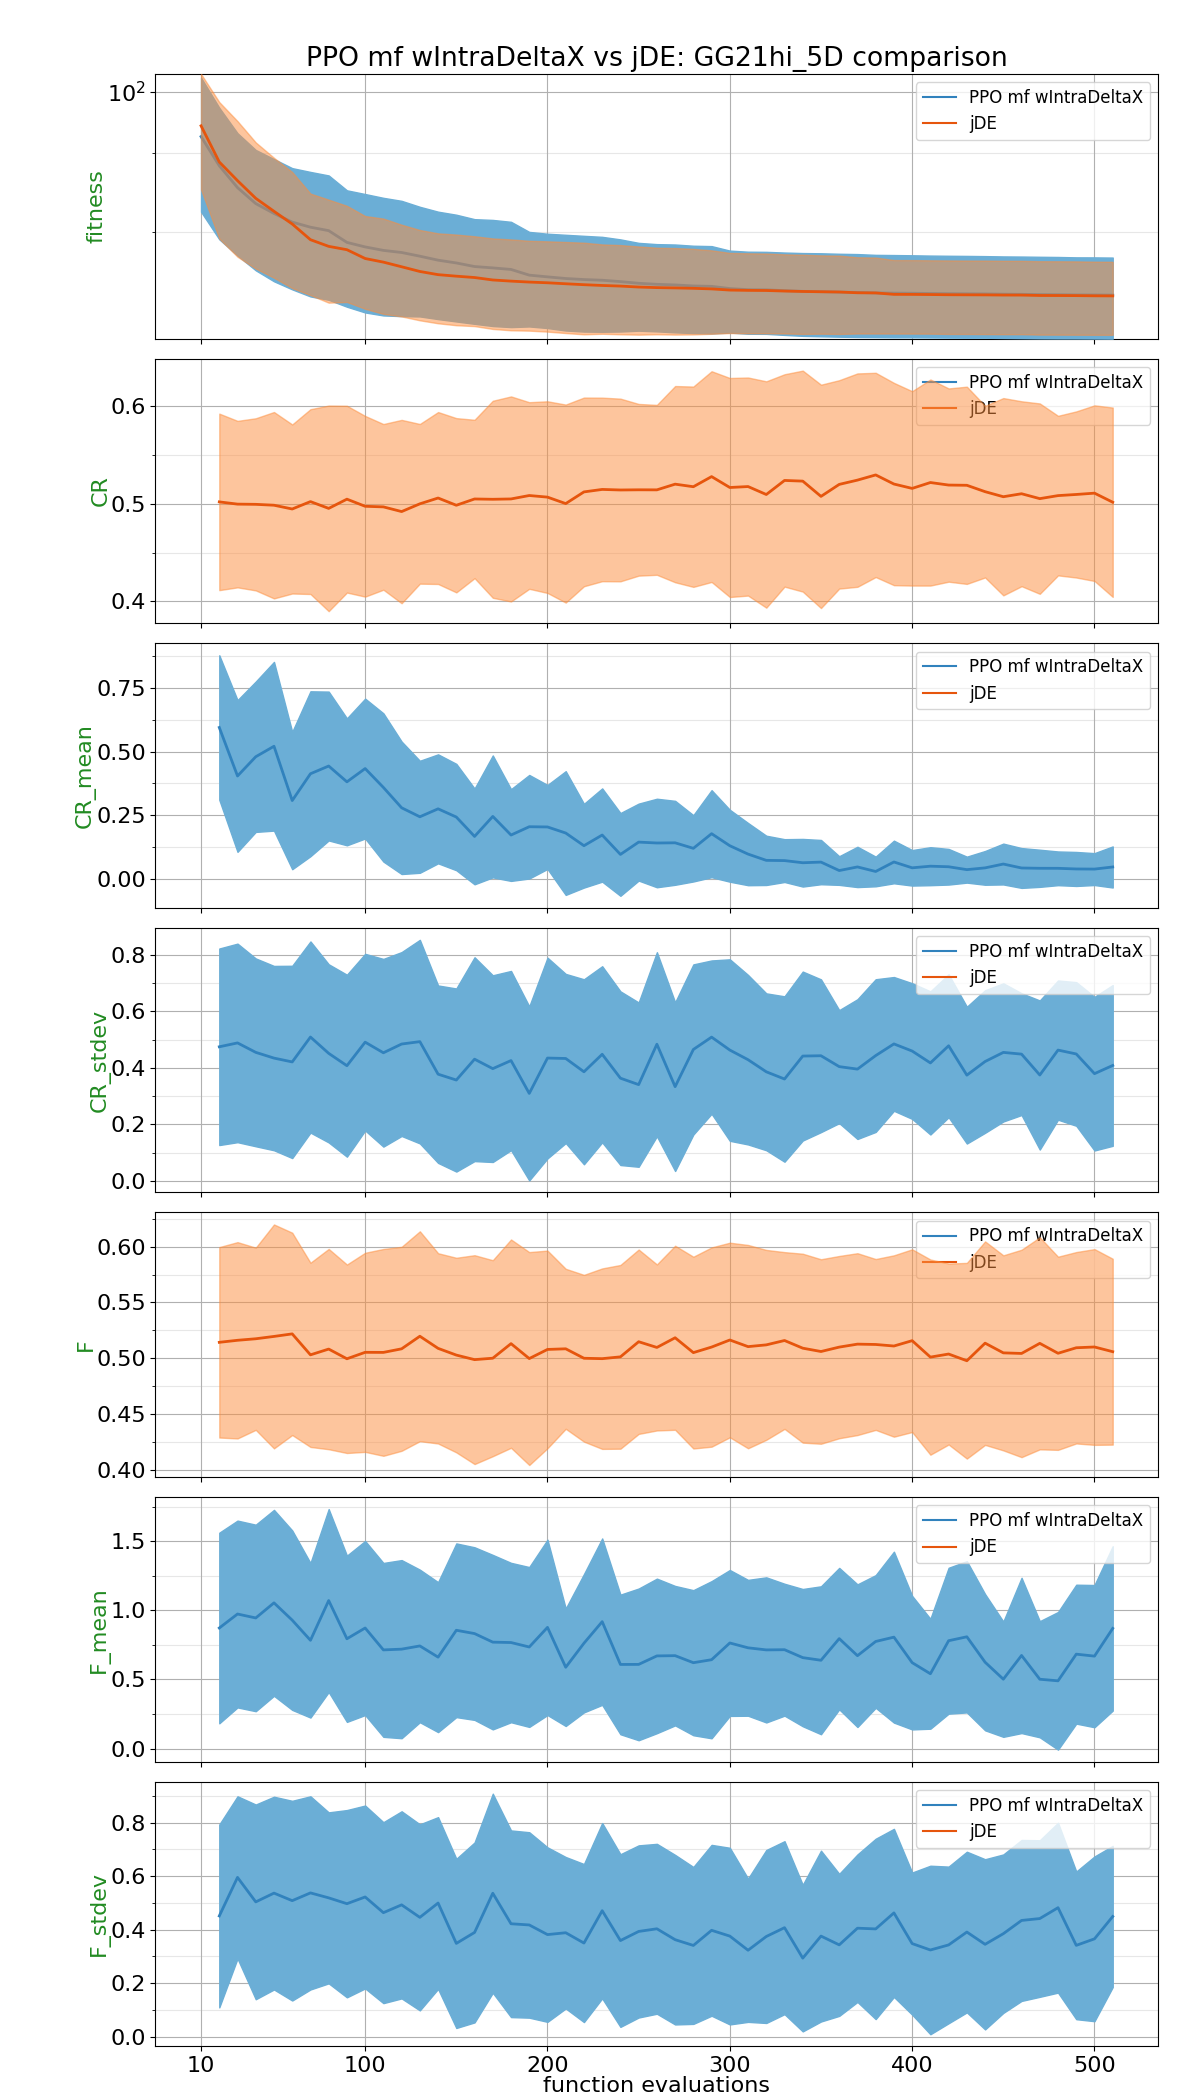 PPO mf wIntraDeltaX vs jDE: GG21hi_5D comparison
10²
fitness
PPO mf wIntraDeltaX
jDE
0.6
0.5
0.4
CR
PPO mf wIntraDeltaX
jDE
0.75
0.50
0.25
0.00
CR_mean
PPO mf wIntraDeltaX
jDE
0.8
0.6
0.4
0.2
0.0
CR_stdev
PPO mf wIntraDeltaX
jDE
0.60
0.55
0.50
0.45
0.40
F
PPO mf wIntraDeltaX
jDE
1.5
1.0
0.5
0.0
F_mean
PPO mf wIntraDeltaX
jDE
0.8
0.6
0.4
0.2
0.0
F_stdev
PPO mf wIntraDeltaX
jDE
10 100 200 300 400 500
function evaluations